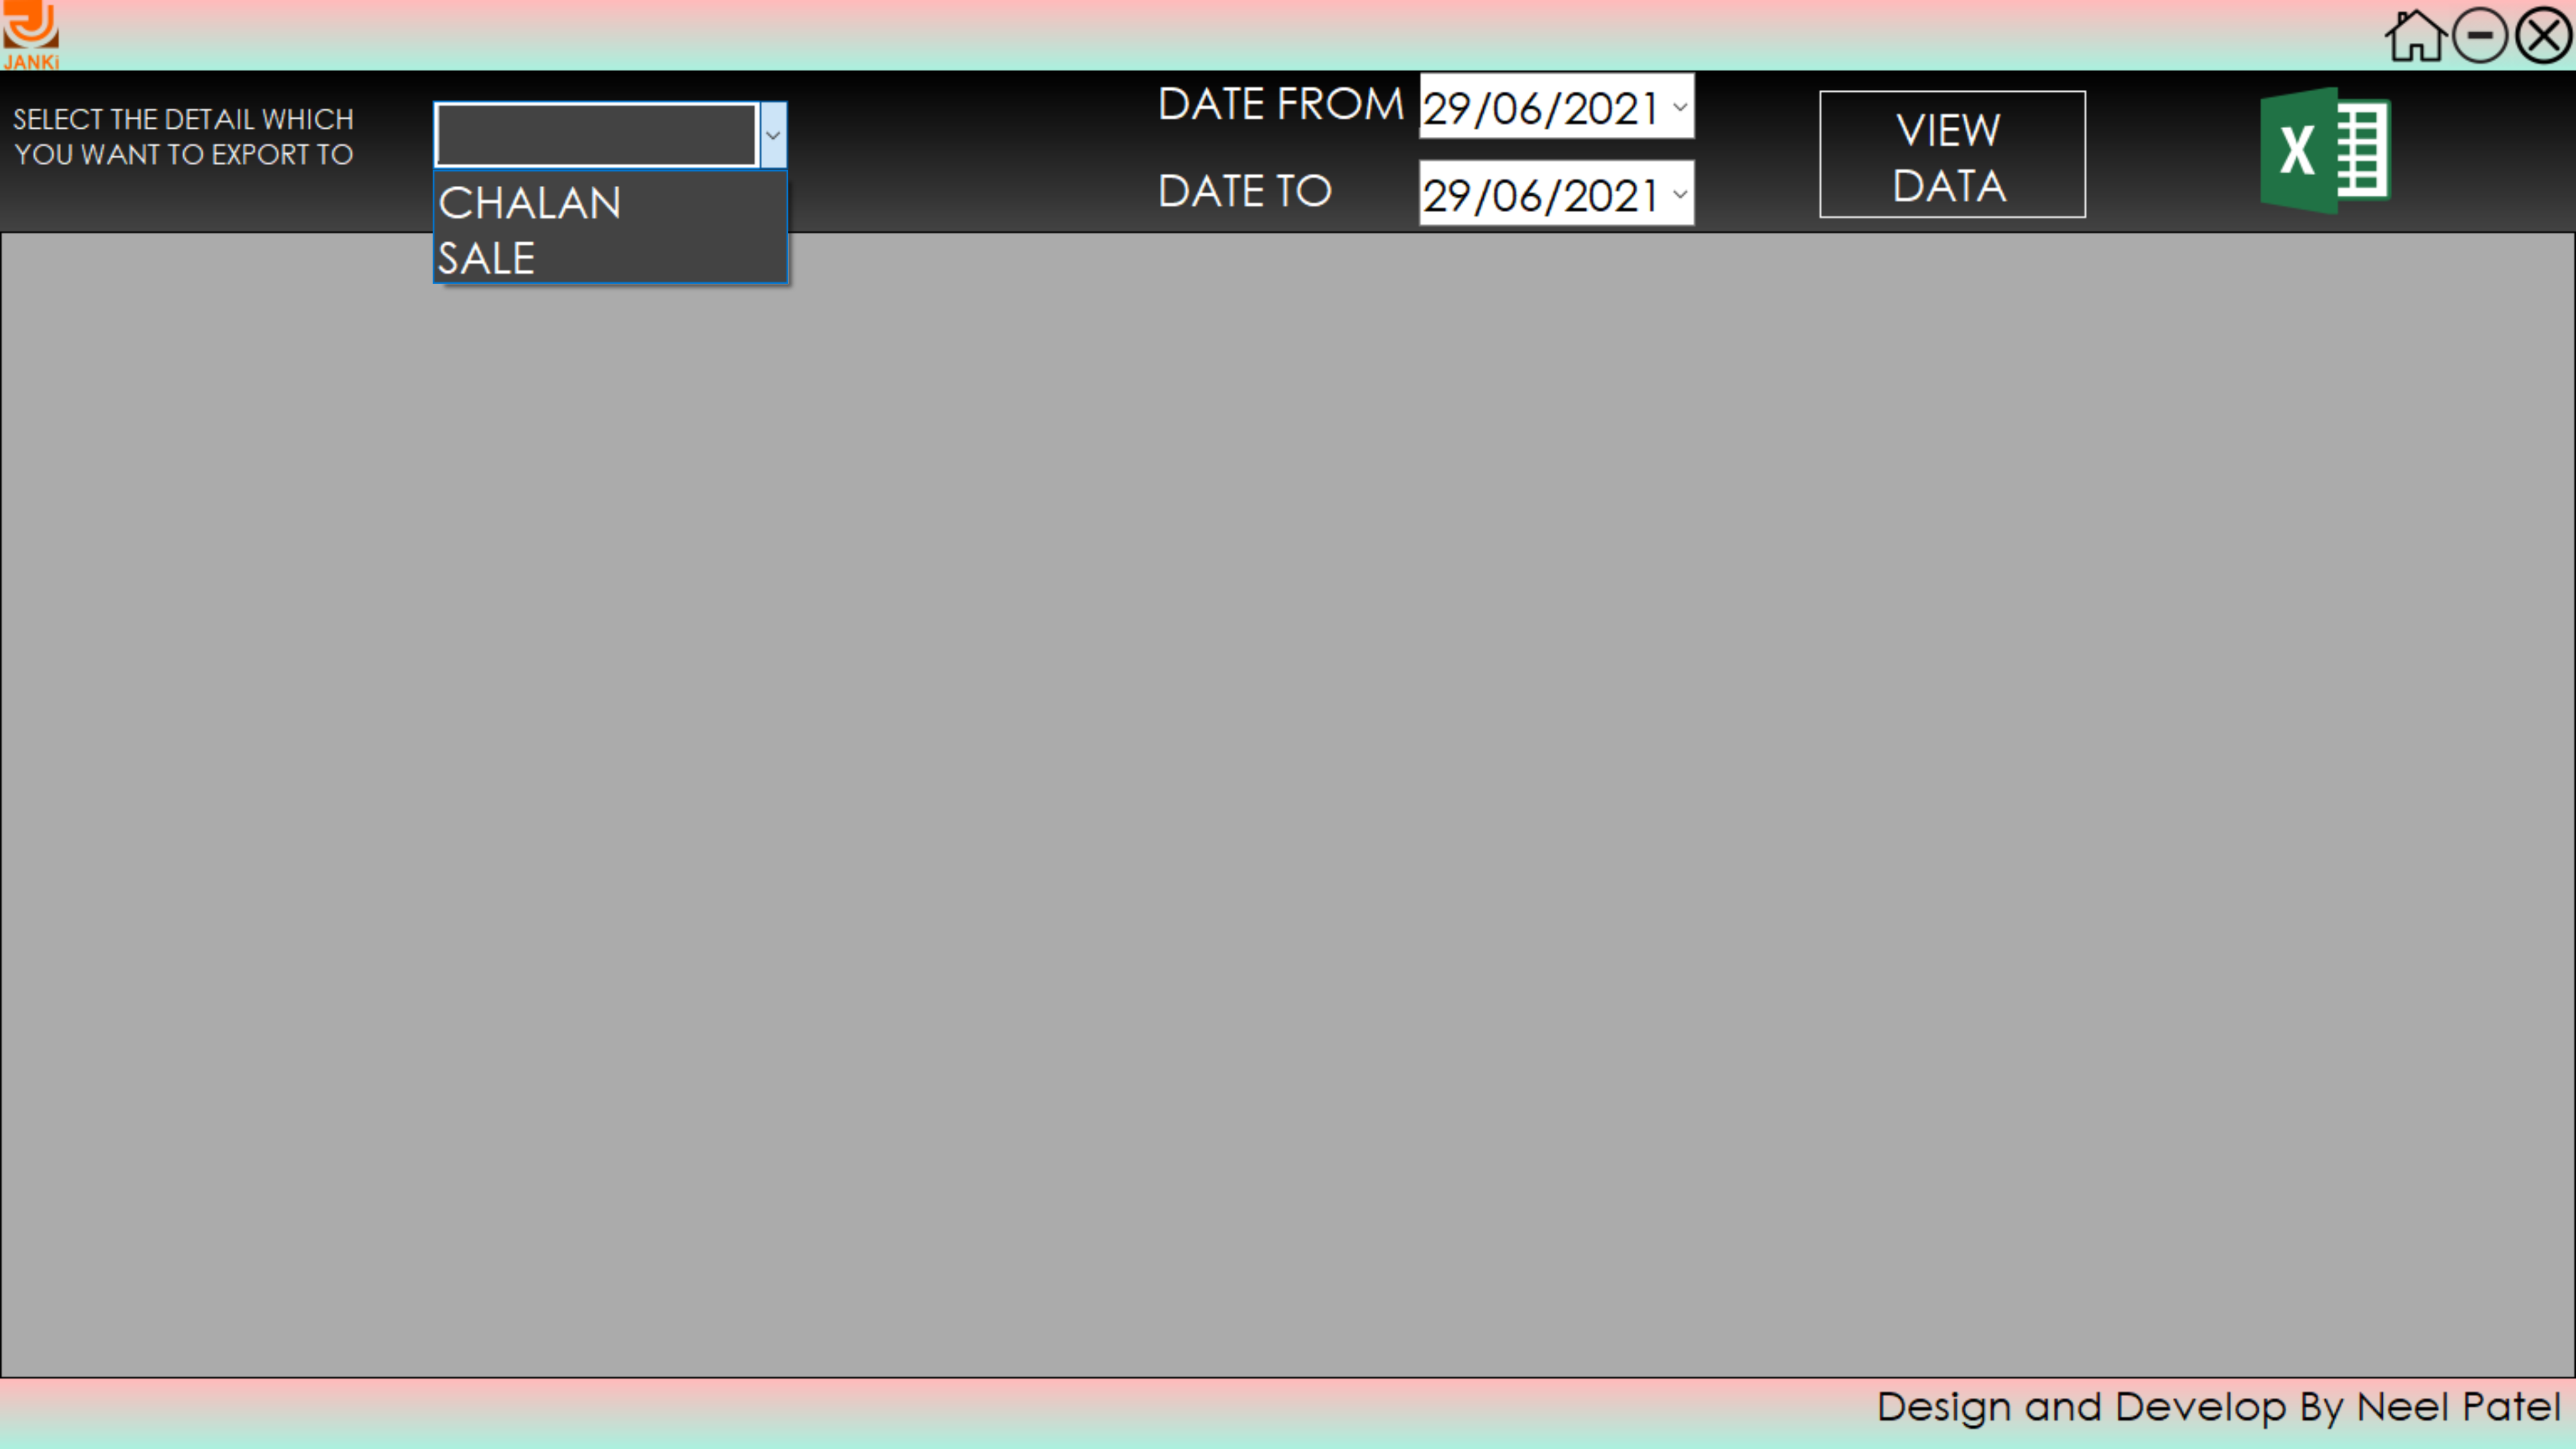 JANKi
SELECT THE DETAIL WHICH
YOU WANT TO EXPORT TO
CHALAN
SALE
DATE FROM 29/06/2021
DATE TO 29/06/2021
VIEW
DATA
X
Design and Develop By Neel Patel